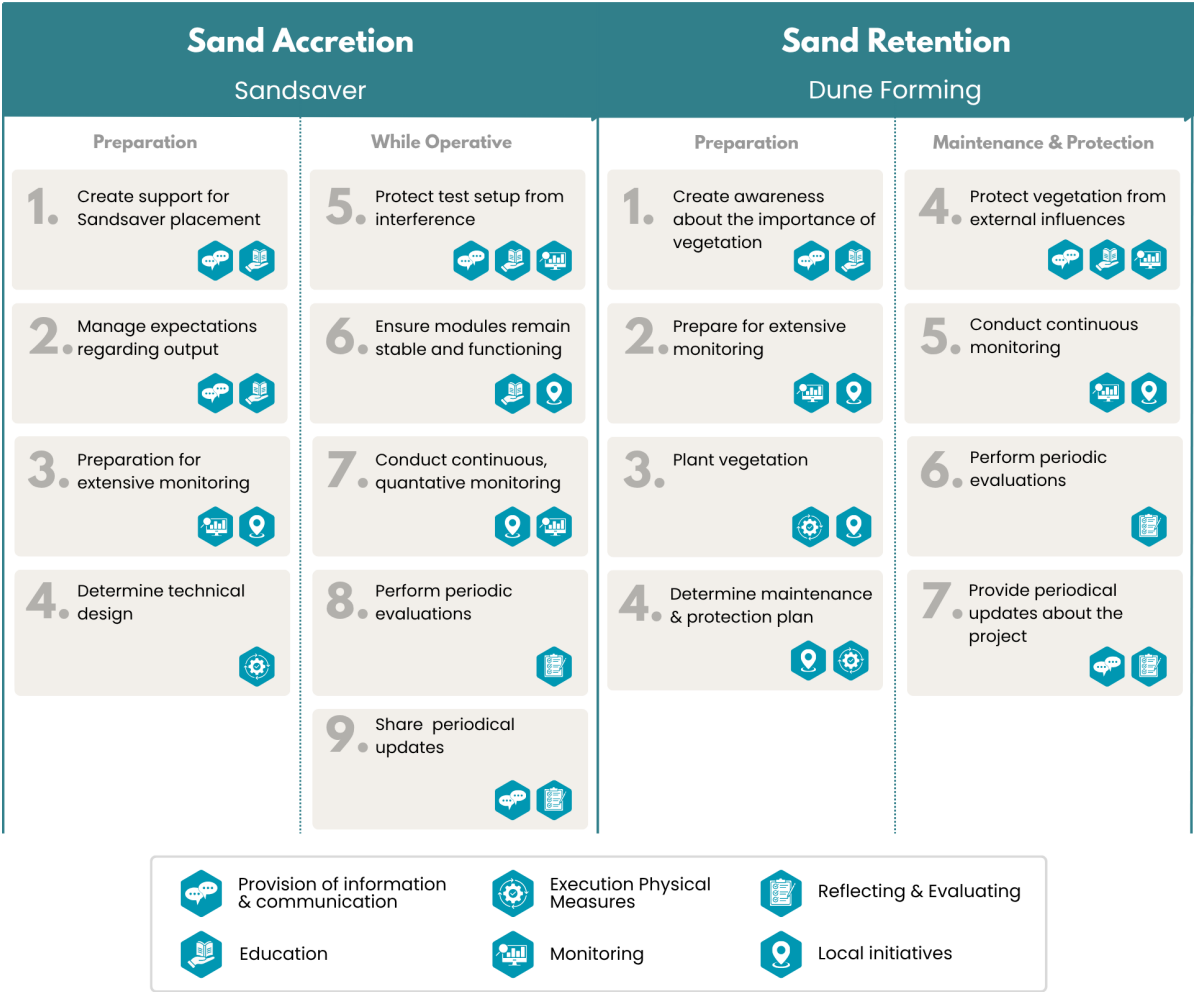 Sand Accretion
Sandsaver
Sand Retention
Dune Forming
Preparation
1.
Create support for
Sandsaver placement
2.
Manage expectations
regarding output
3.
Preparation for
extensive monitoring
4.
Determine technical
design
While Operative
5.
Protect test setup from
interference
6.
Ensure modules remain
stable and functioning
7.
Conduct continuous,
quantative monitoring
8.
Perform periodic
evaluations
9.
Share periodical
updates
Preparation
1.
Create awareness
about the importance of
vegetation
2.
Prepare for extensive
monitoring
3.
Plant vegetation
4.
Determine maintenance
& protection plan
Maintenance & Protection
4.
Protect vegetation from
external influences
5.
Conduct continuous
monitoring
6.
Perform periodic
evaluations
7.
Provide periodical
updates about the
project
Provision of information
& communication
Execution Physical
Measures
Reflecting & Evaluating
Education
Monitoring
Local initiatives